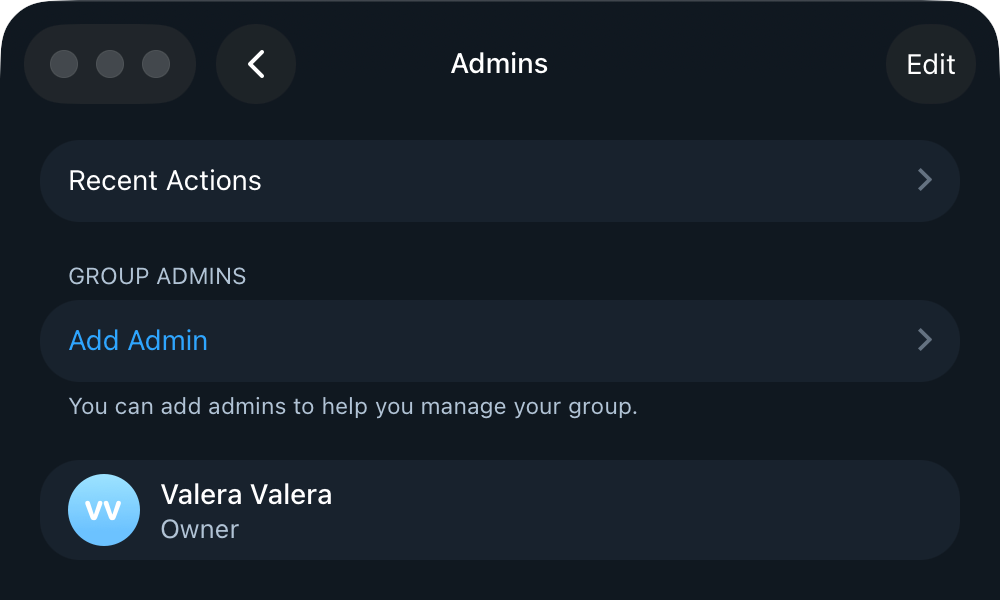 Admins
Edit
Recent Actions
GROUP ADMINS
Add Admin
You can add admins to help you manage your group.
VV
Valera Valera
Owner